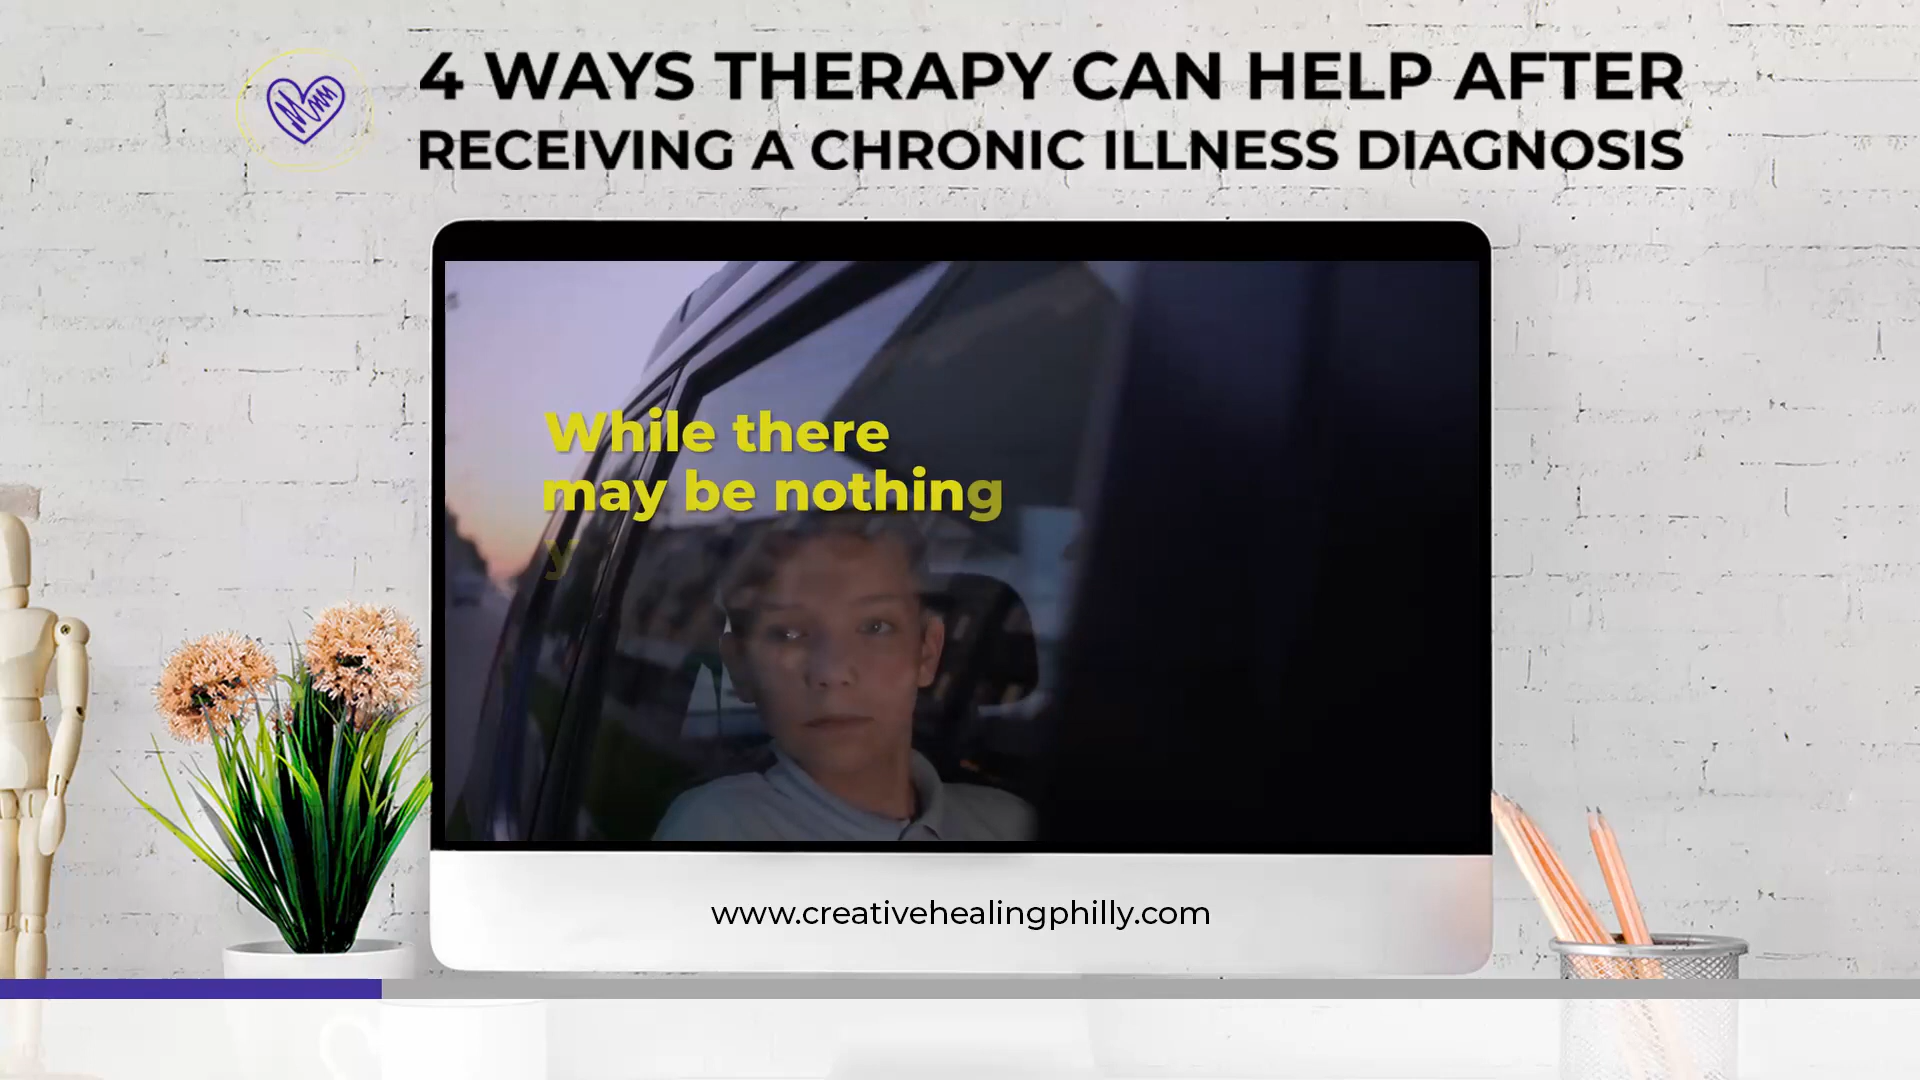 4 WAYS THERAPY CAN HELP AFTER
RECEIVING A CHRONIC ILLNESS DIAGNOSIS
While there
may be nothing
y
www.creativehealingphilly.com